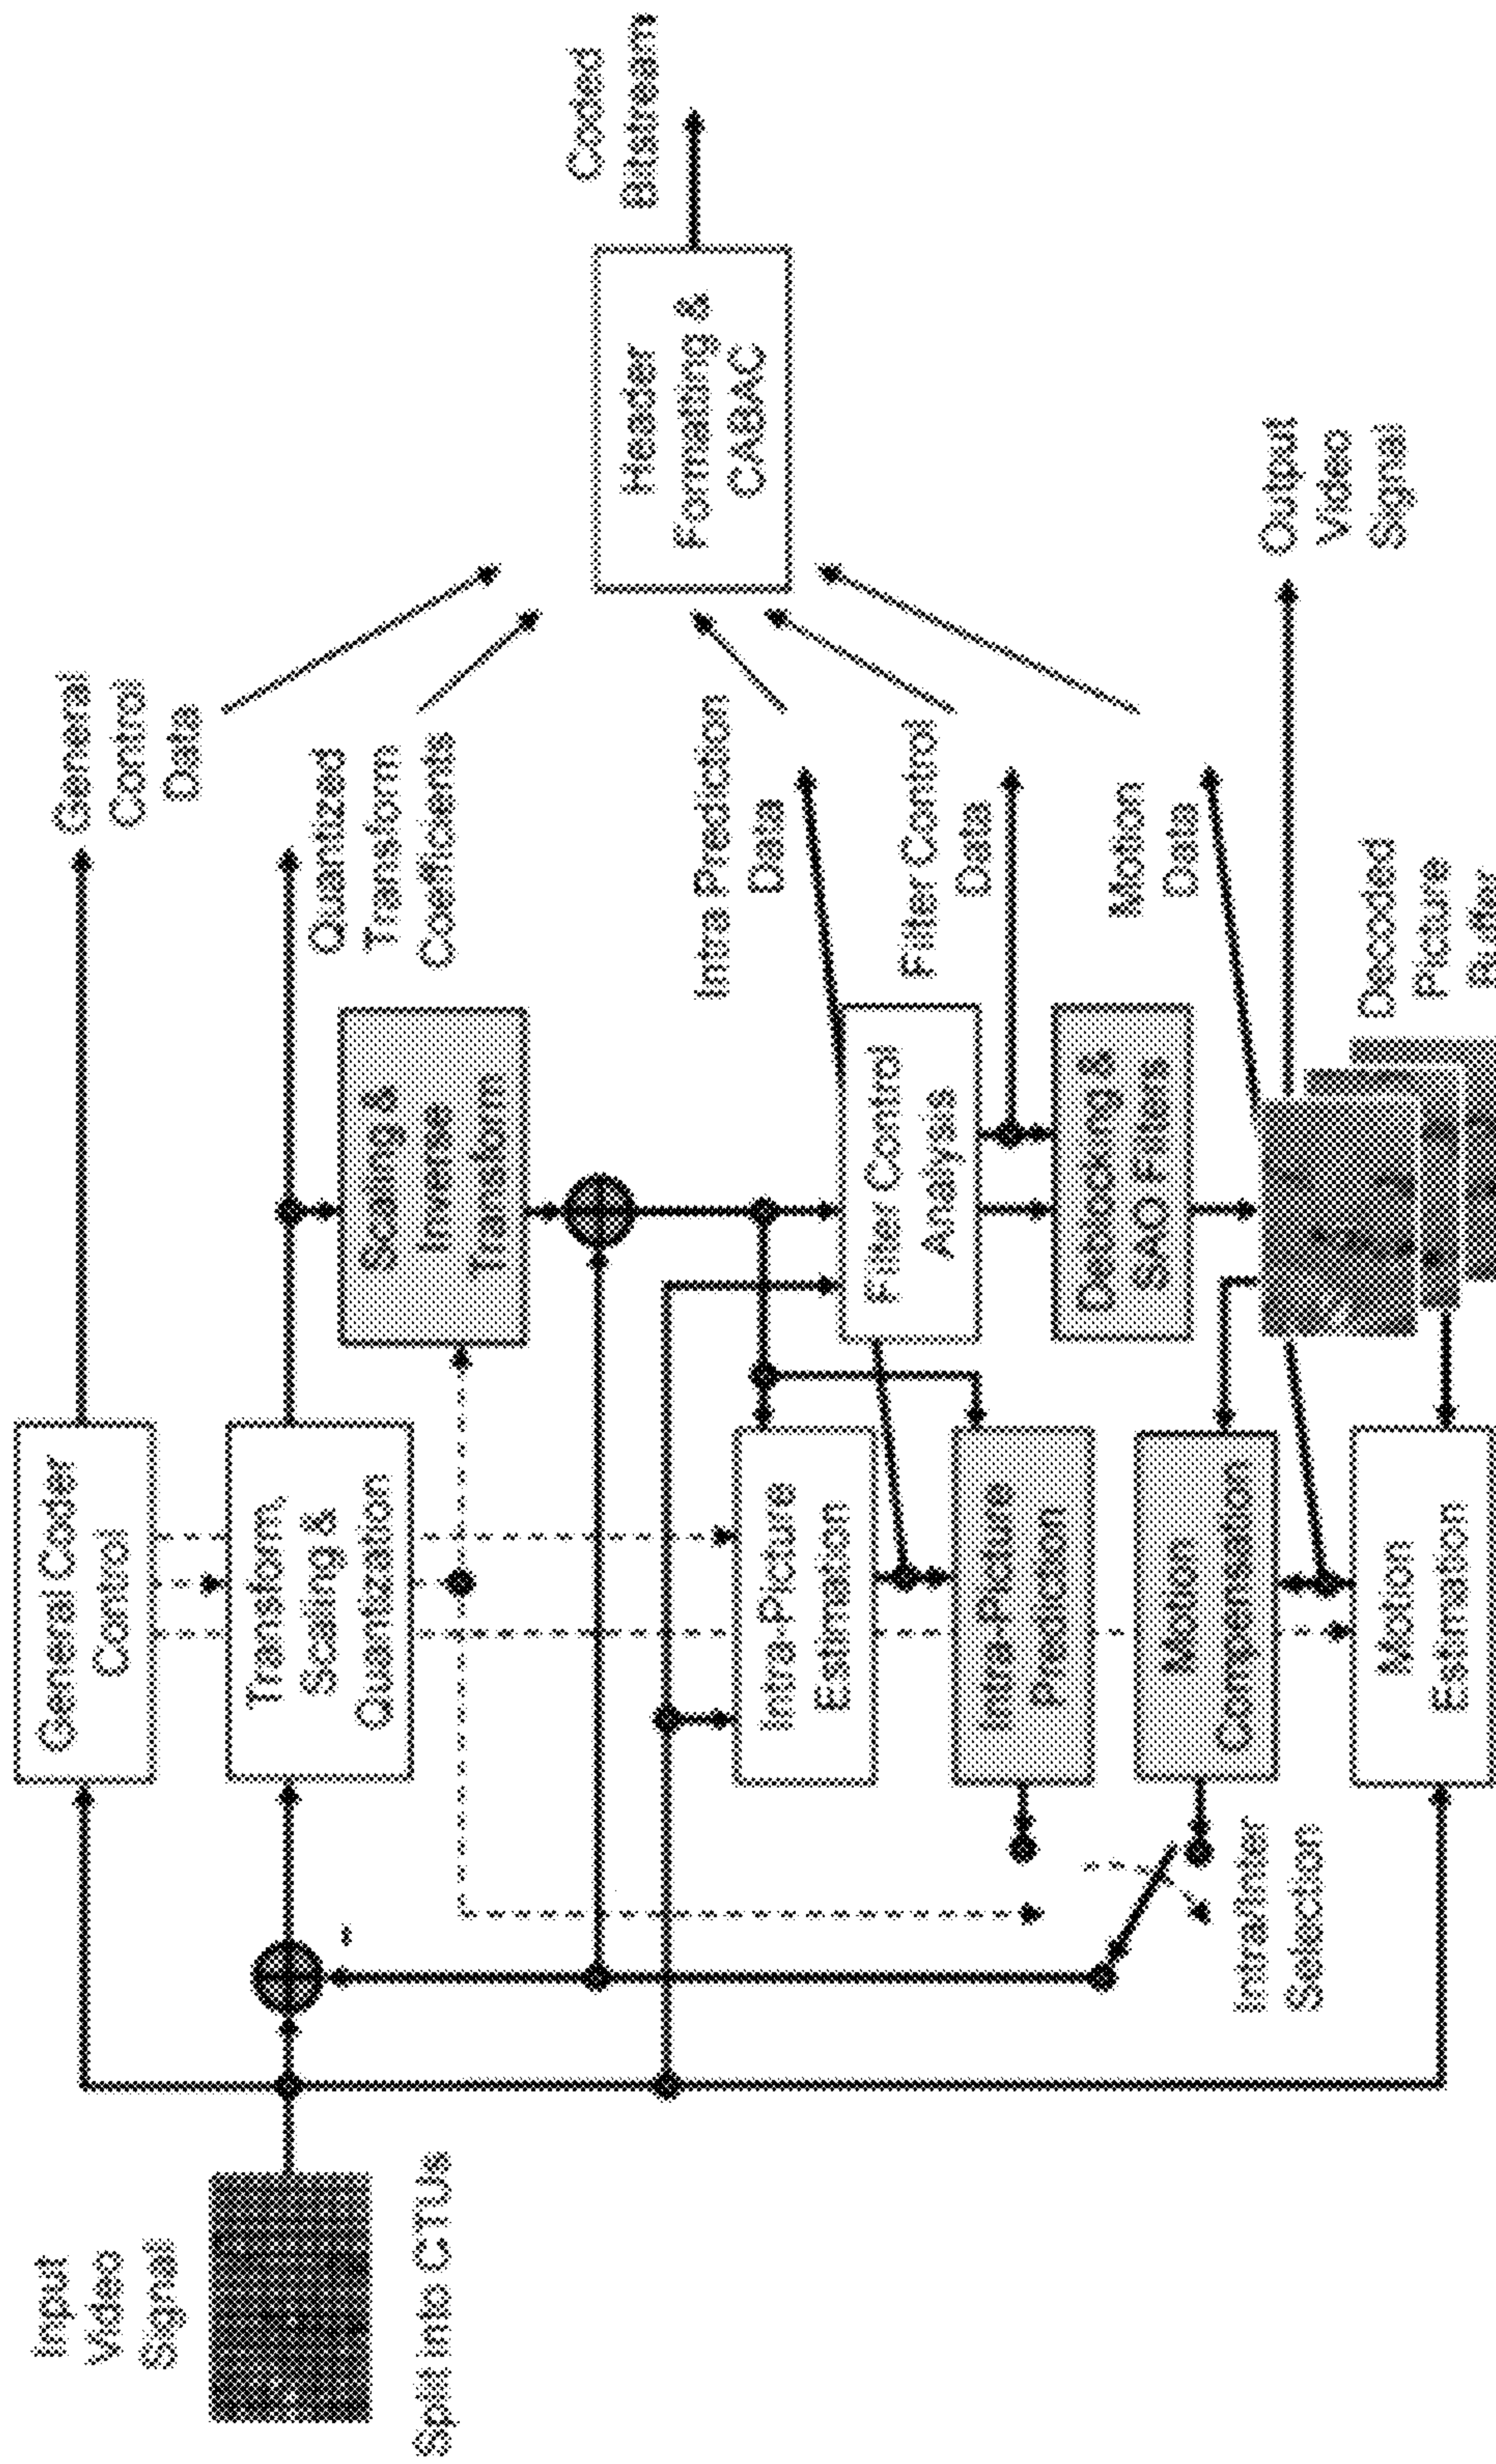 Input
Video
Signal
Split into CTUs
General Coder
Control
Transform,
Scaling &
Quantization
Scaling &
Inverse
Transform
Intra-Picture
Estimation
Intra-Picture
Prediction
Motion
Compensation
Motion
Estimation
Intra/Inter
Selection
-
Filter Control
Analysis
Deblocking &
SAO Filters
General
Control
Data
Quantized
Transform
Coefficients
Intra Prediction
Data
Filter Control
Data
Motion
Data
Decoded
Picture
Buffer
Output
Video
Signal
Header
Formatting &
CABAC
Coded
Bitstream